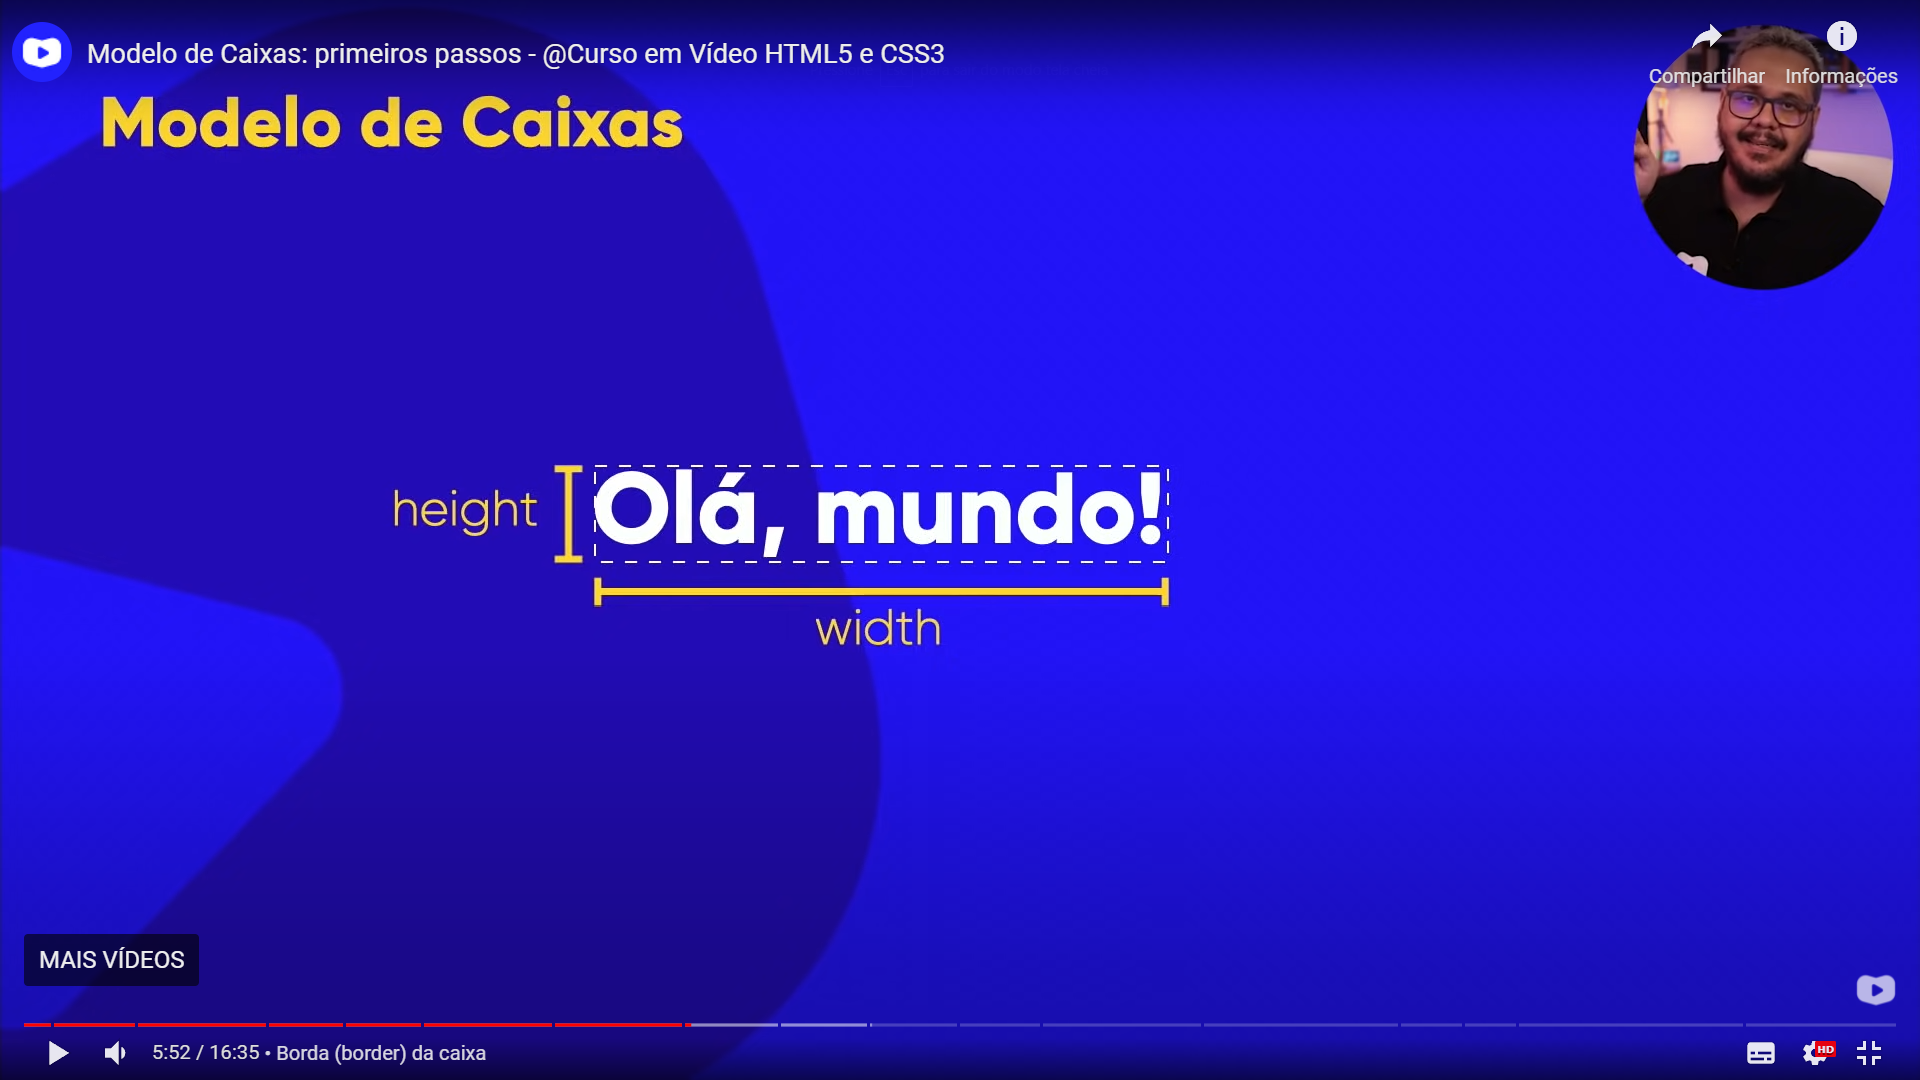 Modelo de Caixas: primeiros passos - @Curso em Vídeo HTML5 e CSS3
Compartilhar
Informações
Modelo de Caixas
height
Olá, mundo!
width
MAIS VÍDEOS
5:52 / 16:35 • Borda (border) da caixa
HD